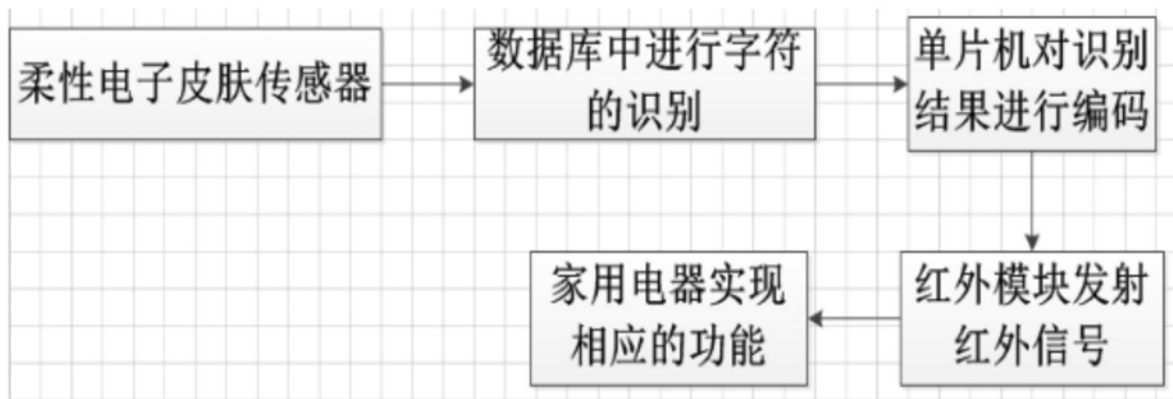 柔性电子皮肤传感器
数据库中进行字符
的识别
单片机对识别
结果进行编码
红外模块发射
红外信号
家用电器实现
相应的功能